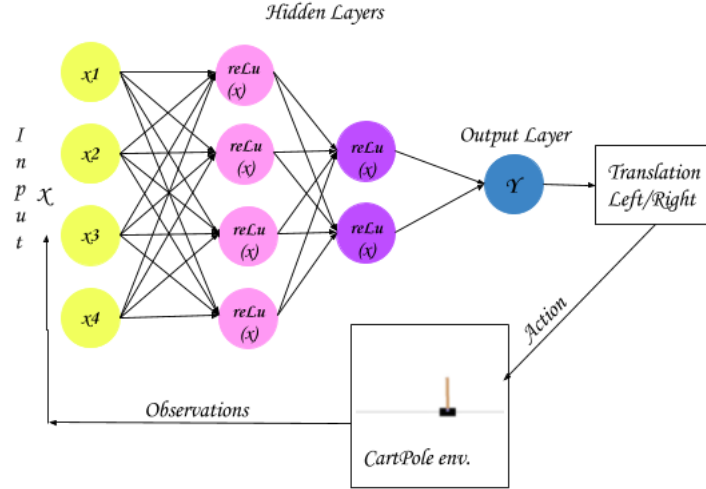 Hidden Layers
Input
X
x1
x2
x3
x4
reLu
(x)
reLu
(x)
reLu
(x)
reLu
(x)
reLu
(x)
reLu
(x)
Output Layer
Y
Translation
Left/Right
Action
CartPole env.
Observations